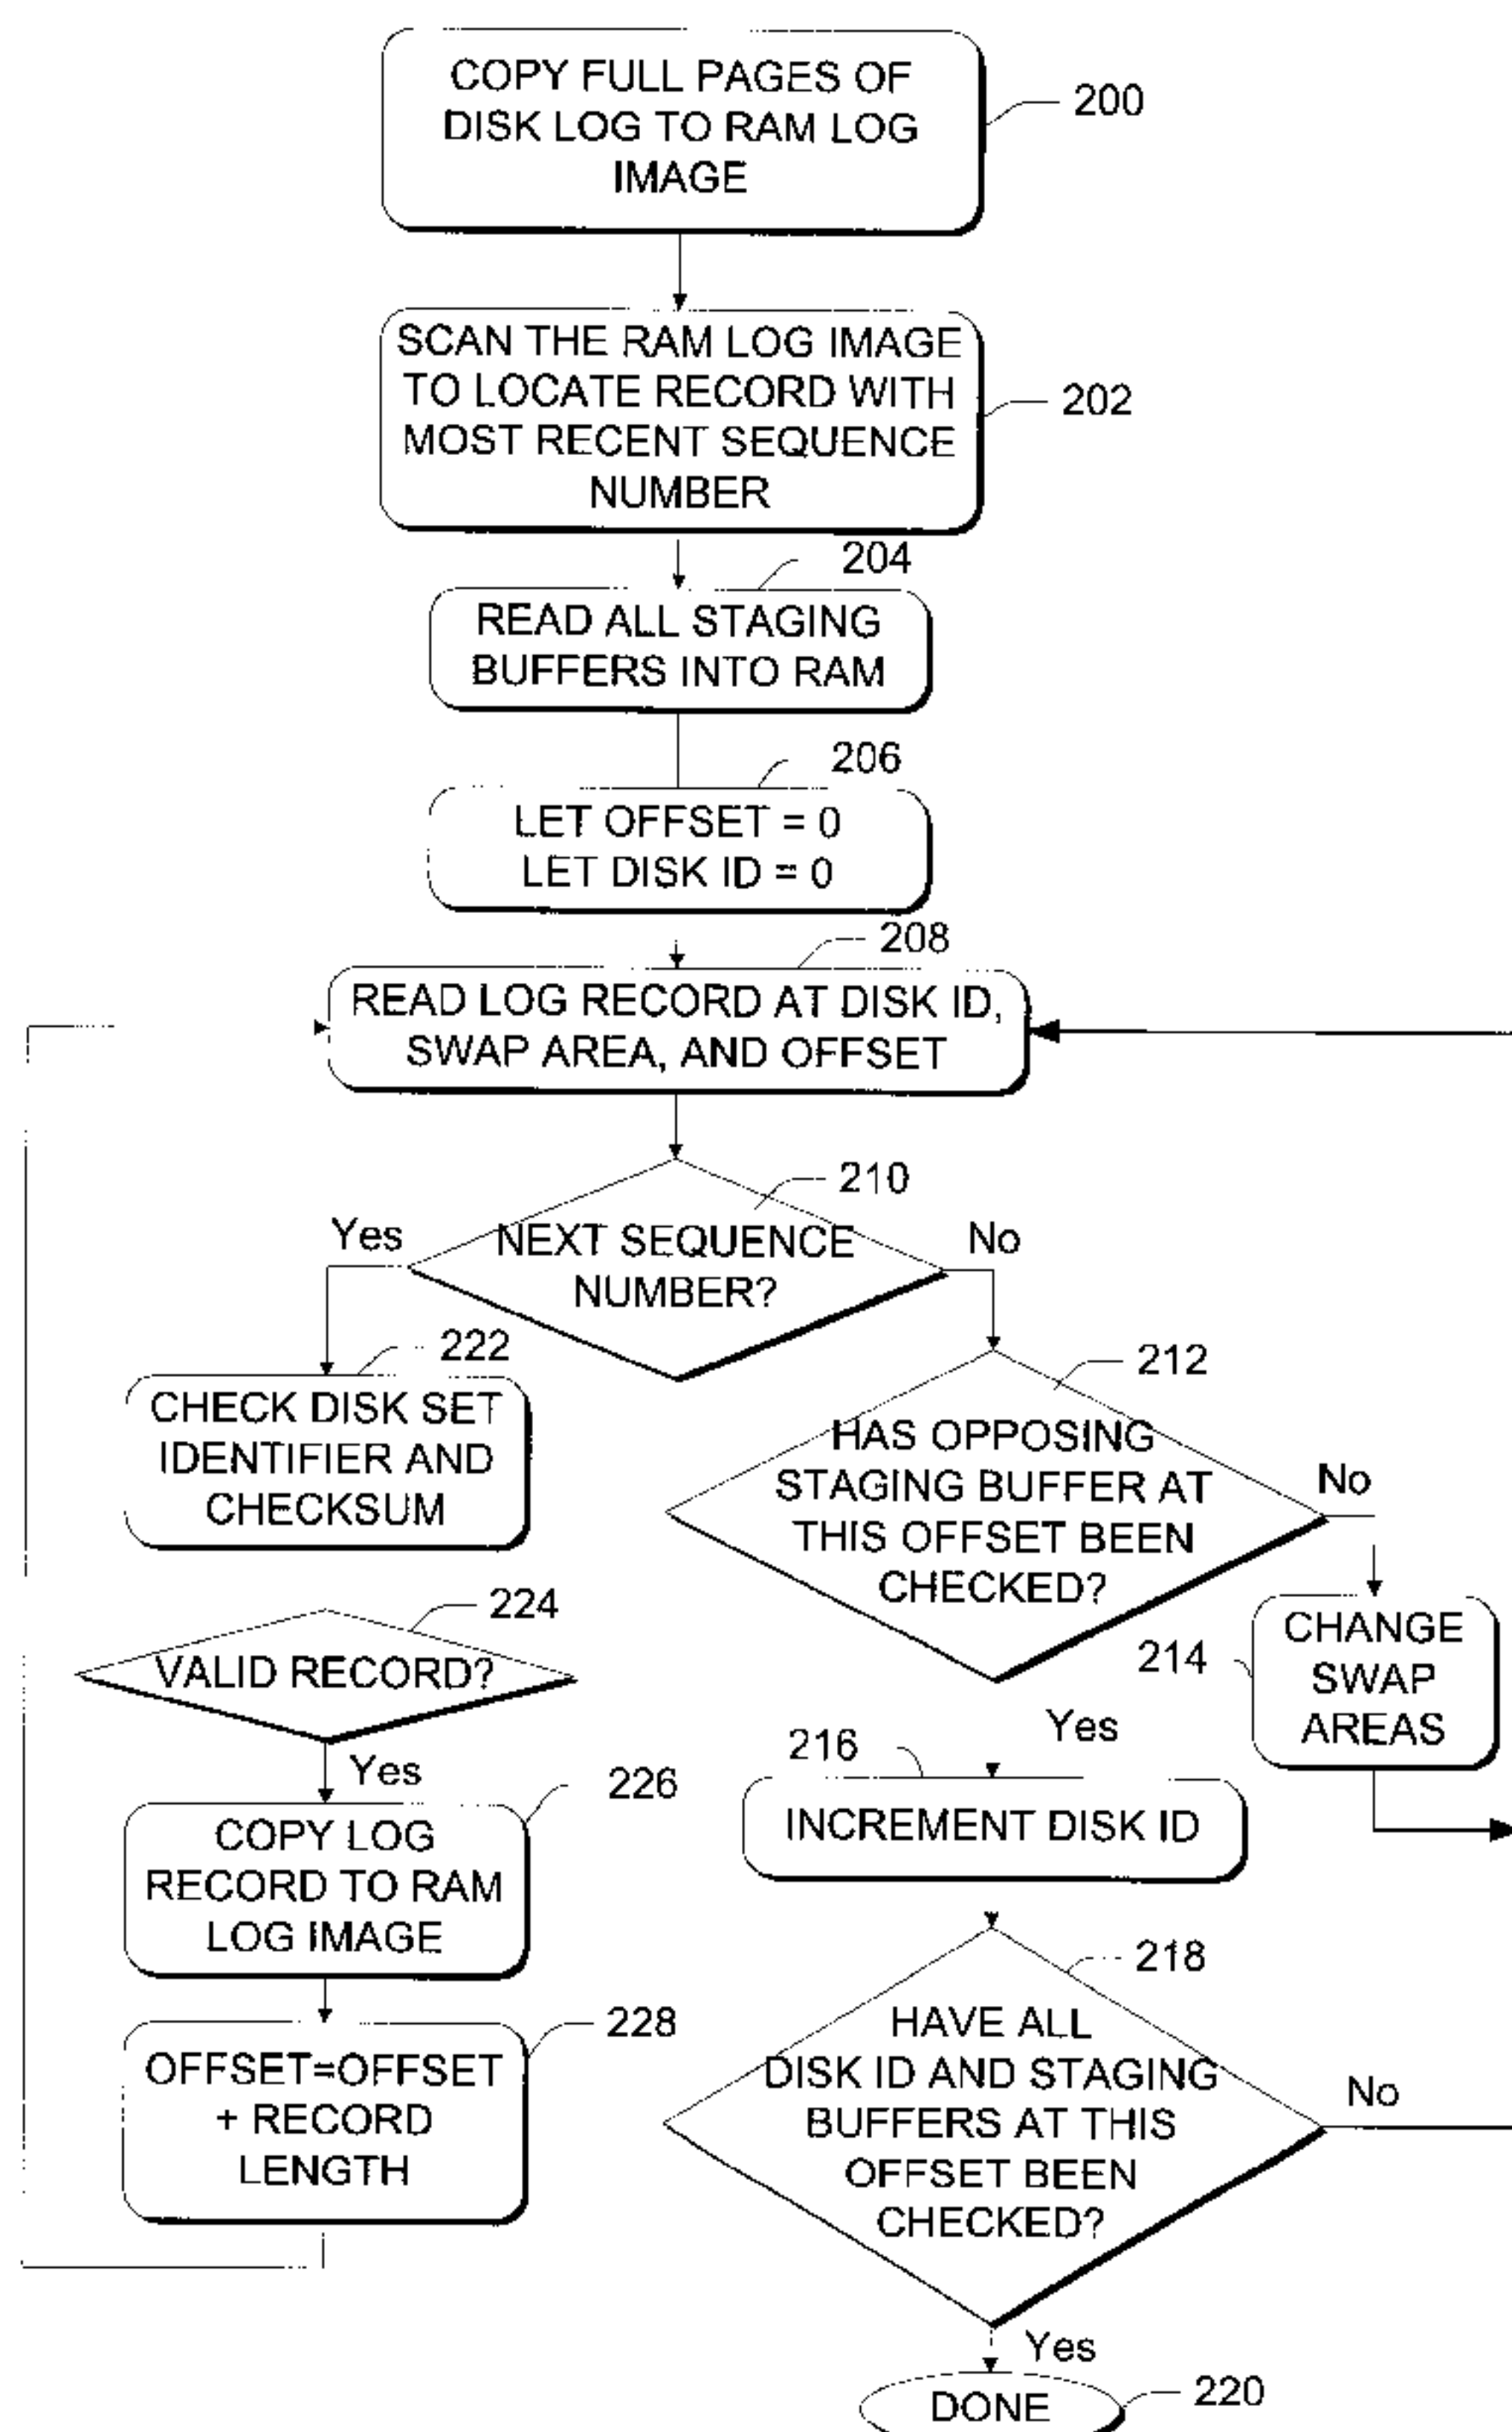 COPY FULL PAGES OF
DISK LOG TO RAM LOG
IMAGE
200
SCAN THE RAM LOG IMAGE
TO LOCATE RECORD WITH
MOST RECENT SEQUENCE
NUMBER
202
204
READ ALL STAGING
BUFFERS INTO RAM
206
LET OFFSET = 0
LET DISK ID = 0
208
READ LOG RECORD AT DISK ID,
SWAP AREA, AND OFFSET
210
NEXT SEQUENCE
NUMBER?
Yes
No
222
CHECK DISK SET
IDENTIFIER AND
CHECKSUM
212
HAS OPPOSING
STAGING BUFFER AT
THIS OFFSET BEEN
CHECKED?
No
224
VALID RECORD?
Yes
214
CHANGE
SWAP
AREAS
Yes
216
INCREMENT DISK ID
226
COPY LOG
RECORD TO RAM
LOG IMAGE
228
OFFSET=OFFSET
+ RECORD
LENGTH
218
HAVE ALL
DISK ID AND STAGING
BUFFERS AT THIS
OFFSET BEEN
CHECKED?
No
Yes
DONE
220